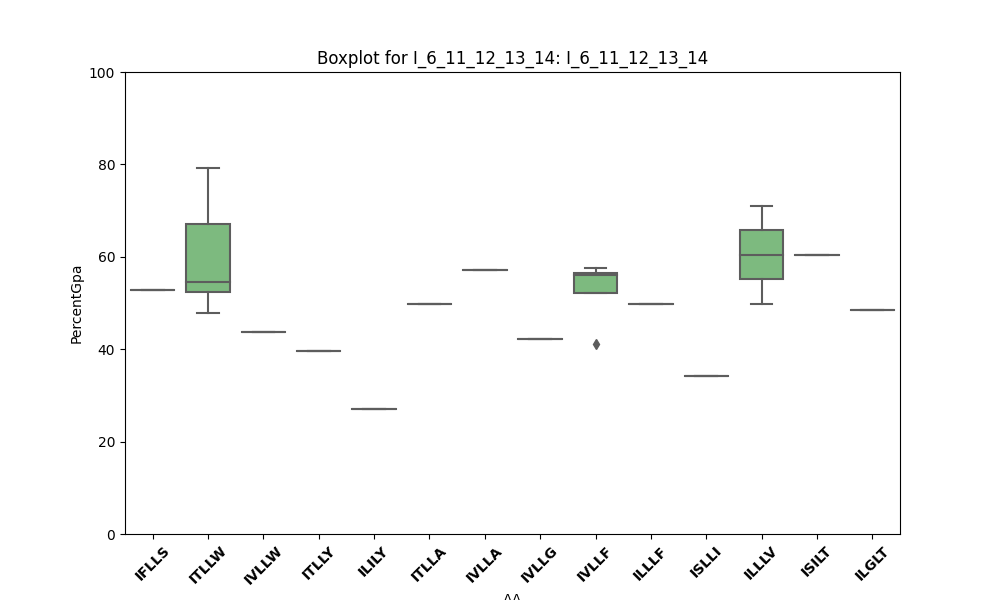 Boxplot for I_6_11_12_13_14: I_6_11_12_13_14
100
80
60
40
20
0
PercentGpa
IFLLS
ITLLW
IVLLW
ITLLY
ILILY
ITLLA
IVLLA
IVLLG
IVLLF
ILLLF
ISLLI
ILLLV
ISILT
ILGLT
AA